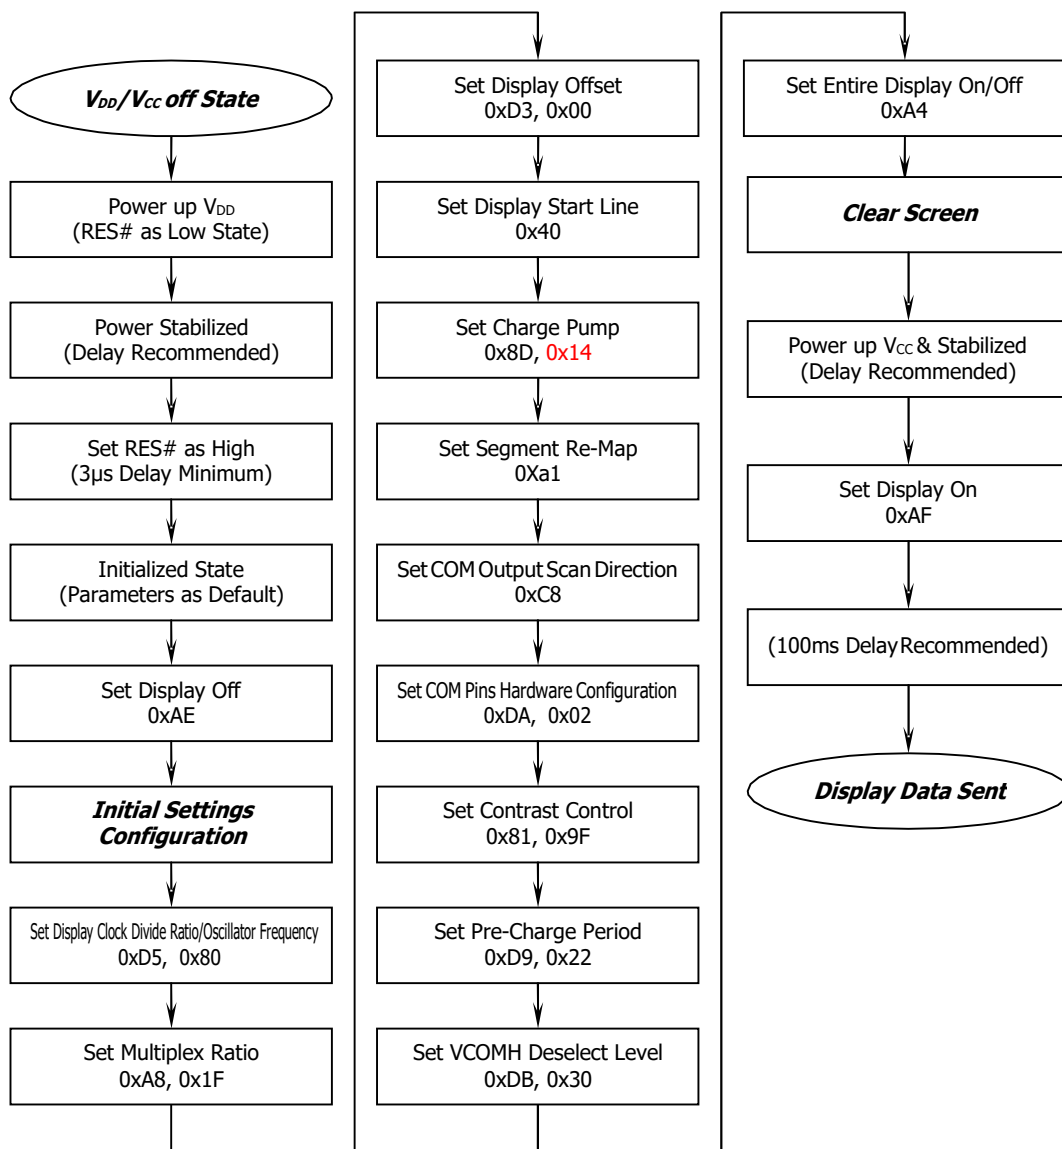 V_DD/V_CC off State
Power up V_DD
(RES# as Low State)
Power Stabilized
(Delay Recommended)
Set RES# as High
(3μs Delay Minimum)
Initialized State
(Parameters as Default)
Set Display Off
0xAE
Initial Settings
Configuration
Set Display Clock Divide Ratio/Oscillator Frequency
0xD5, 0x80
Set Multiplex Ratio
0xA8, 0x1F
Set Display Offset
0xD3, 0x00
Set Display Start Line
0x40
Set Charge Pump
0x8D, 0x14
Set Segment Re-Map
0Xa1
Set COM Output Scan Direction
0xC8
Set COM Pins Hardware Configuration
0xDA, 0x02
Set Contrast Control
0x81, 0x9F
Set Pre-Charge Period
0xD9, 0x22
Set VCOMH Deselect Level
0xDB, 0x30
Set Entire Display On/Off
0xA4
Clear Screen
Power up V_CC & Stabilized
(Delay Recommended)
Set Display On
0xAF
(100ms Delay Recommended)
Display Data Sent